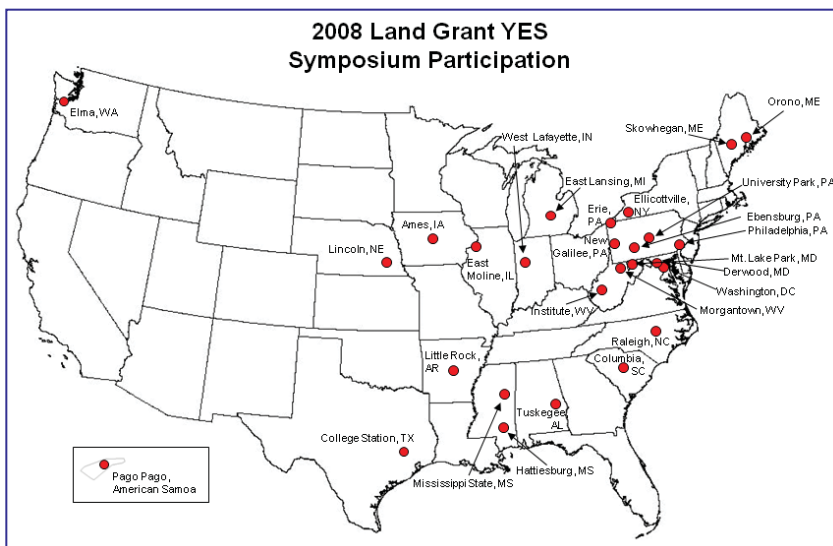 2008 Land Grant YES
Symposium Participation
Elma, WA
Orono, ME
Skowhegan, ME
West Lafayette, IN
East Lansing, MI
University Park, PA
Ellicottville,
NY
Erie,
PA
Ebensburg, PA
Philadelphia, PA
Ames, IA
New
Galilee, PA
Lincoln, NE
East
Moline, IL
Mt. Lake Park, MD
Derwood, MD
Washington, DC
Institute, WV
Morgantown, WV
Raleigh, NC
Little Rock,
AR
Columbia,
SC
Tuskegee,
AL
College Station, TX
Hattiesburg, MS
Mississippi State, MS
Pago Pago,
American Samoa